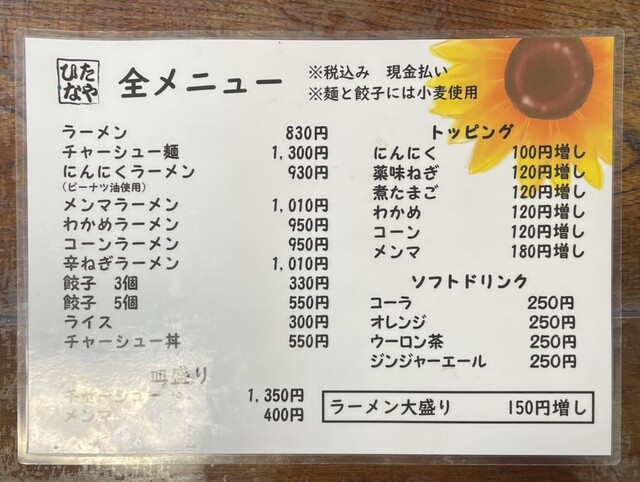 ひなたや
全メニュー
※税込み 現金払い
※麺と餃子には小麦使用
ラーメン 830円
チャーシュー麺 1,300円
にんにくラーメン 930円
(ピーナツ油使用)
メンマラーメン 1,010円
わかめラーメン 950円
コーンラーメン 950円
辛ねぎラーメン 1,010円
餃子 3個 330円
餃子 5個 550円
ライス 300円
チャーシュー丼 550円
皿盛り
チャーシュー 1,350円
メンマ 400円
トッピング
にんにく 100円増し
薬味ねぎ 120円増し
煮たまご 120円増し
わかめ 120円増し
コーン 120円増し
メンマ 180円増し
ソフトドリンク
コーラ 250円
オレンジ 250円
ウーロン茶 250円
ジンジャーエール 250円
ラーメン大盛り 150円増し